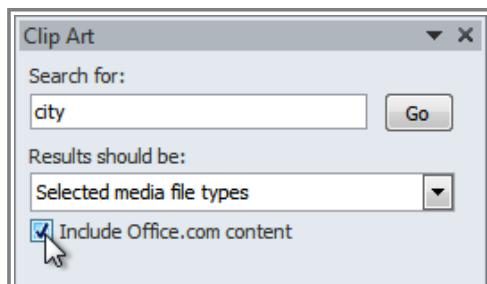 Clip Art
Search for:
city
Go
Results should be:
Selected media file types
Include Office.com content